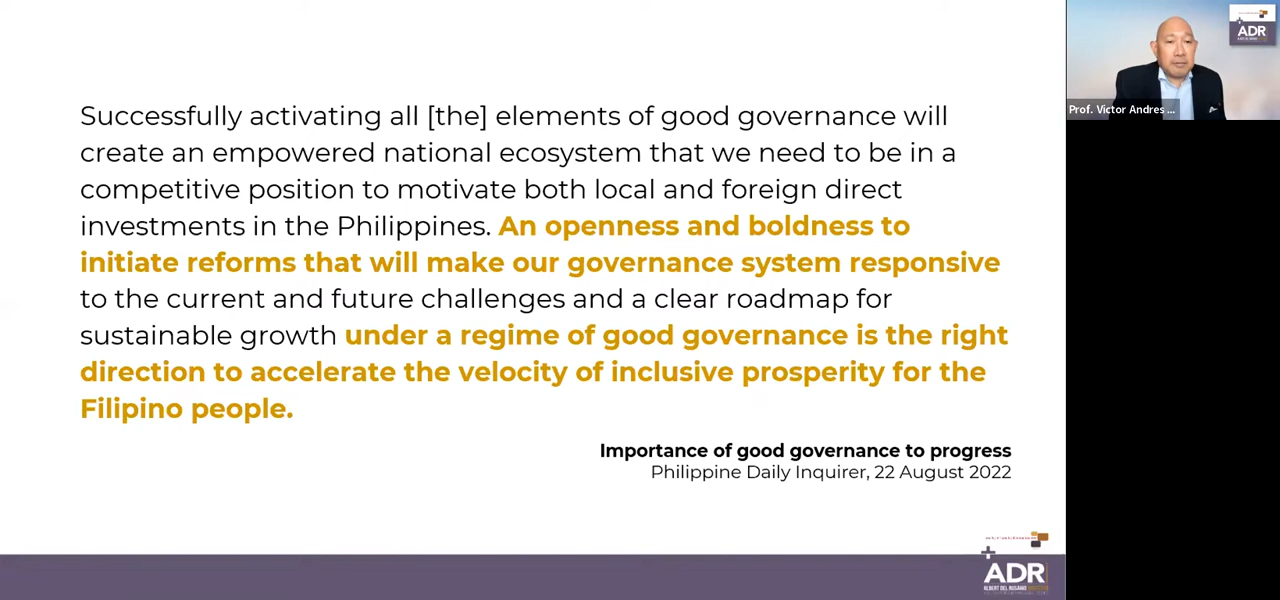 Successfully activating all [the] elements of good governance will
create an empowered national ecosystem that we need to be in a
competitive position to motivate both local and foreign direct
investments in the Philippines. An openness and boldness to
initiate reforms that will make our governance system responsive
to the current and future challenges and a clear roadmap for
sustainable growth under a regime of good governance is the right
direction to accelerate the velocity of inclusive prosperity for the
Filipino people.
Importance of good governance to progress
Philippine Daily Inquirer, 22 August 2022
ADR
ALBERT DEL ROSARIO
ADR
Prof. Victor Andres ...